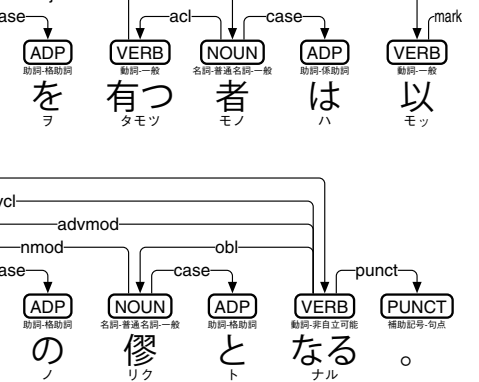 ase acl case mark
ADP VERB NOUN ADP VERB
助詞-格助詞 動詞-一般 名詞-普通名詞-一般 助詞-係助詞 動詞-一般
を 有つ 者 は 以
ヲ タモツ モノ ハ モッ
ycl
advmod
nmod obl
ase case punct
ADP NOUN ADP VERB PUNCT
助詞-格助詞 名詞-普通名詞-一般 助詞-格助詞 動詞-非自立可能 補助記号-句点
の 僇 と なる 。
ノ リク ト ナル